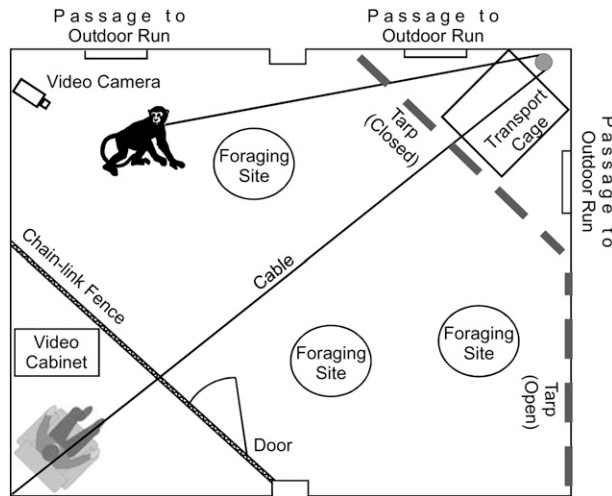 Passage to
Outdoor Run
Passage to
Outdoor Run
Video Camera
Tarp
(Closed)
Transport
Cage
Passage to
Outdoor Run
Foraging
Site
Chain-link Fence
Cable
Video
Cabinet
Foraging
Site
Foraging
Site
Tarp
(Open)
Door